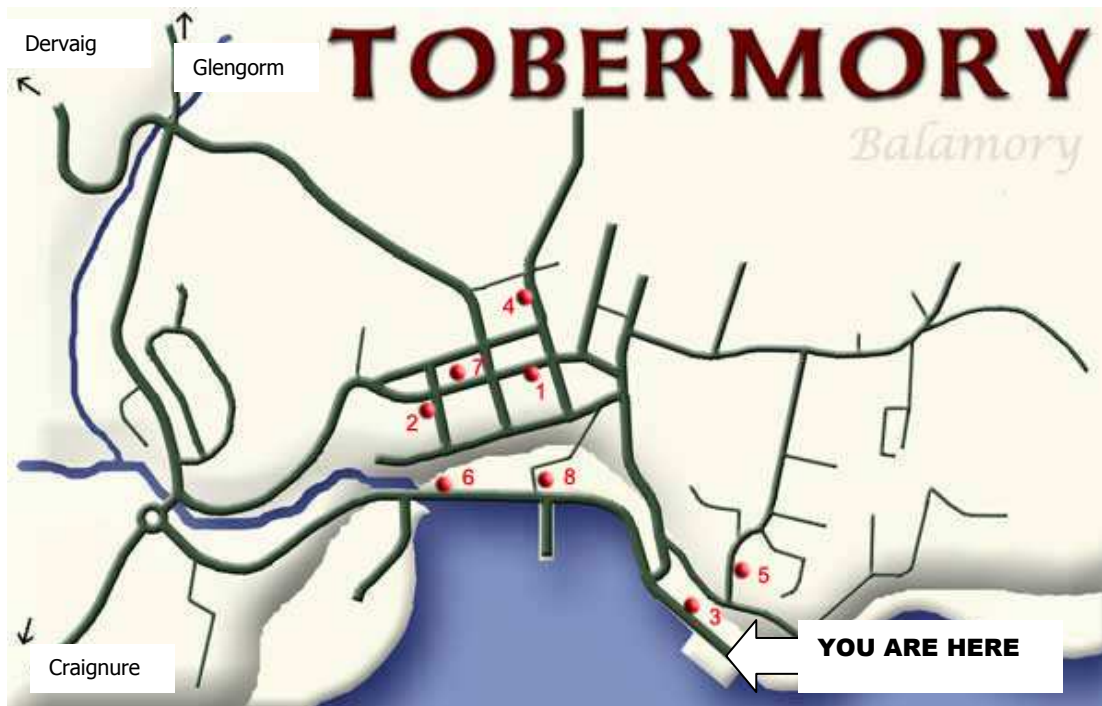 TOBERMORY
Dervaig
Glengorm
Balamory
4
7
1
2
6
8
5
3
YOU ARE HERE
Craignure